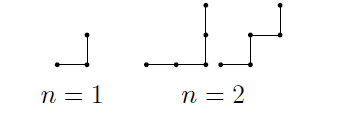 n = 1 n = 2